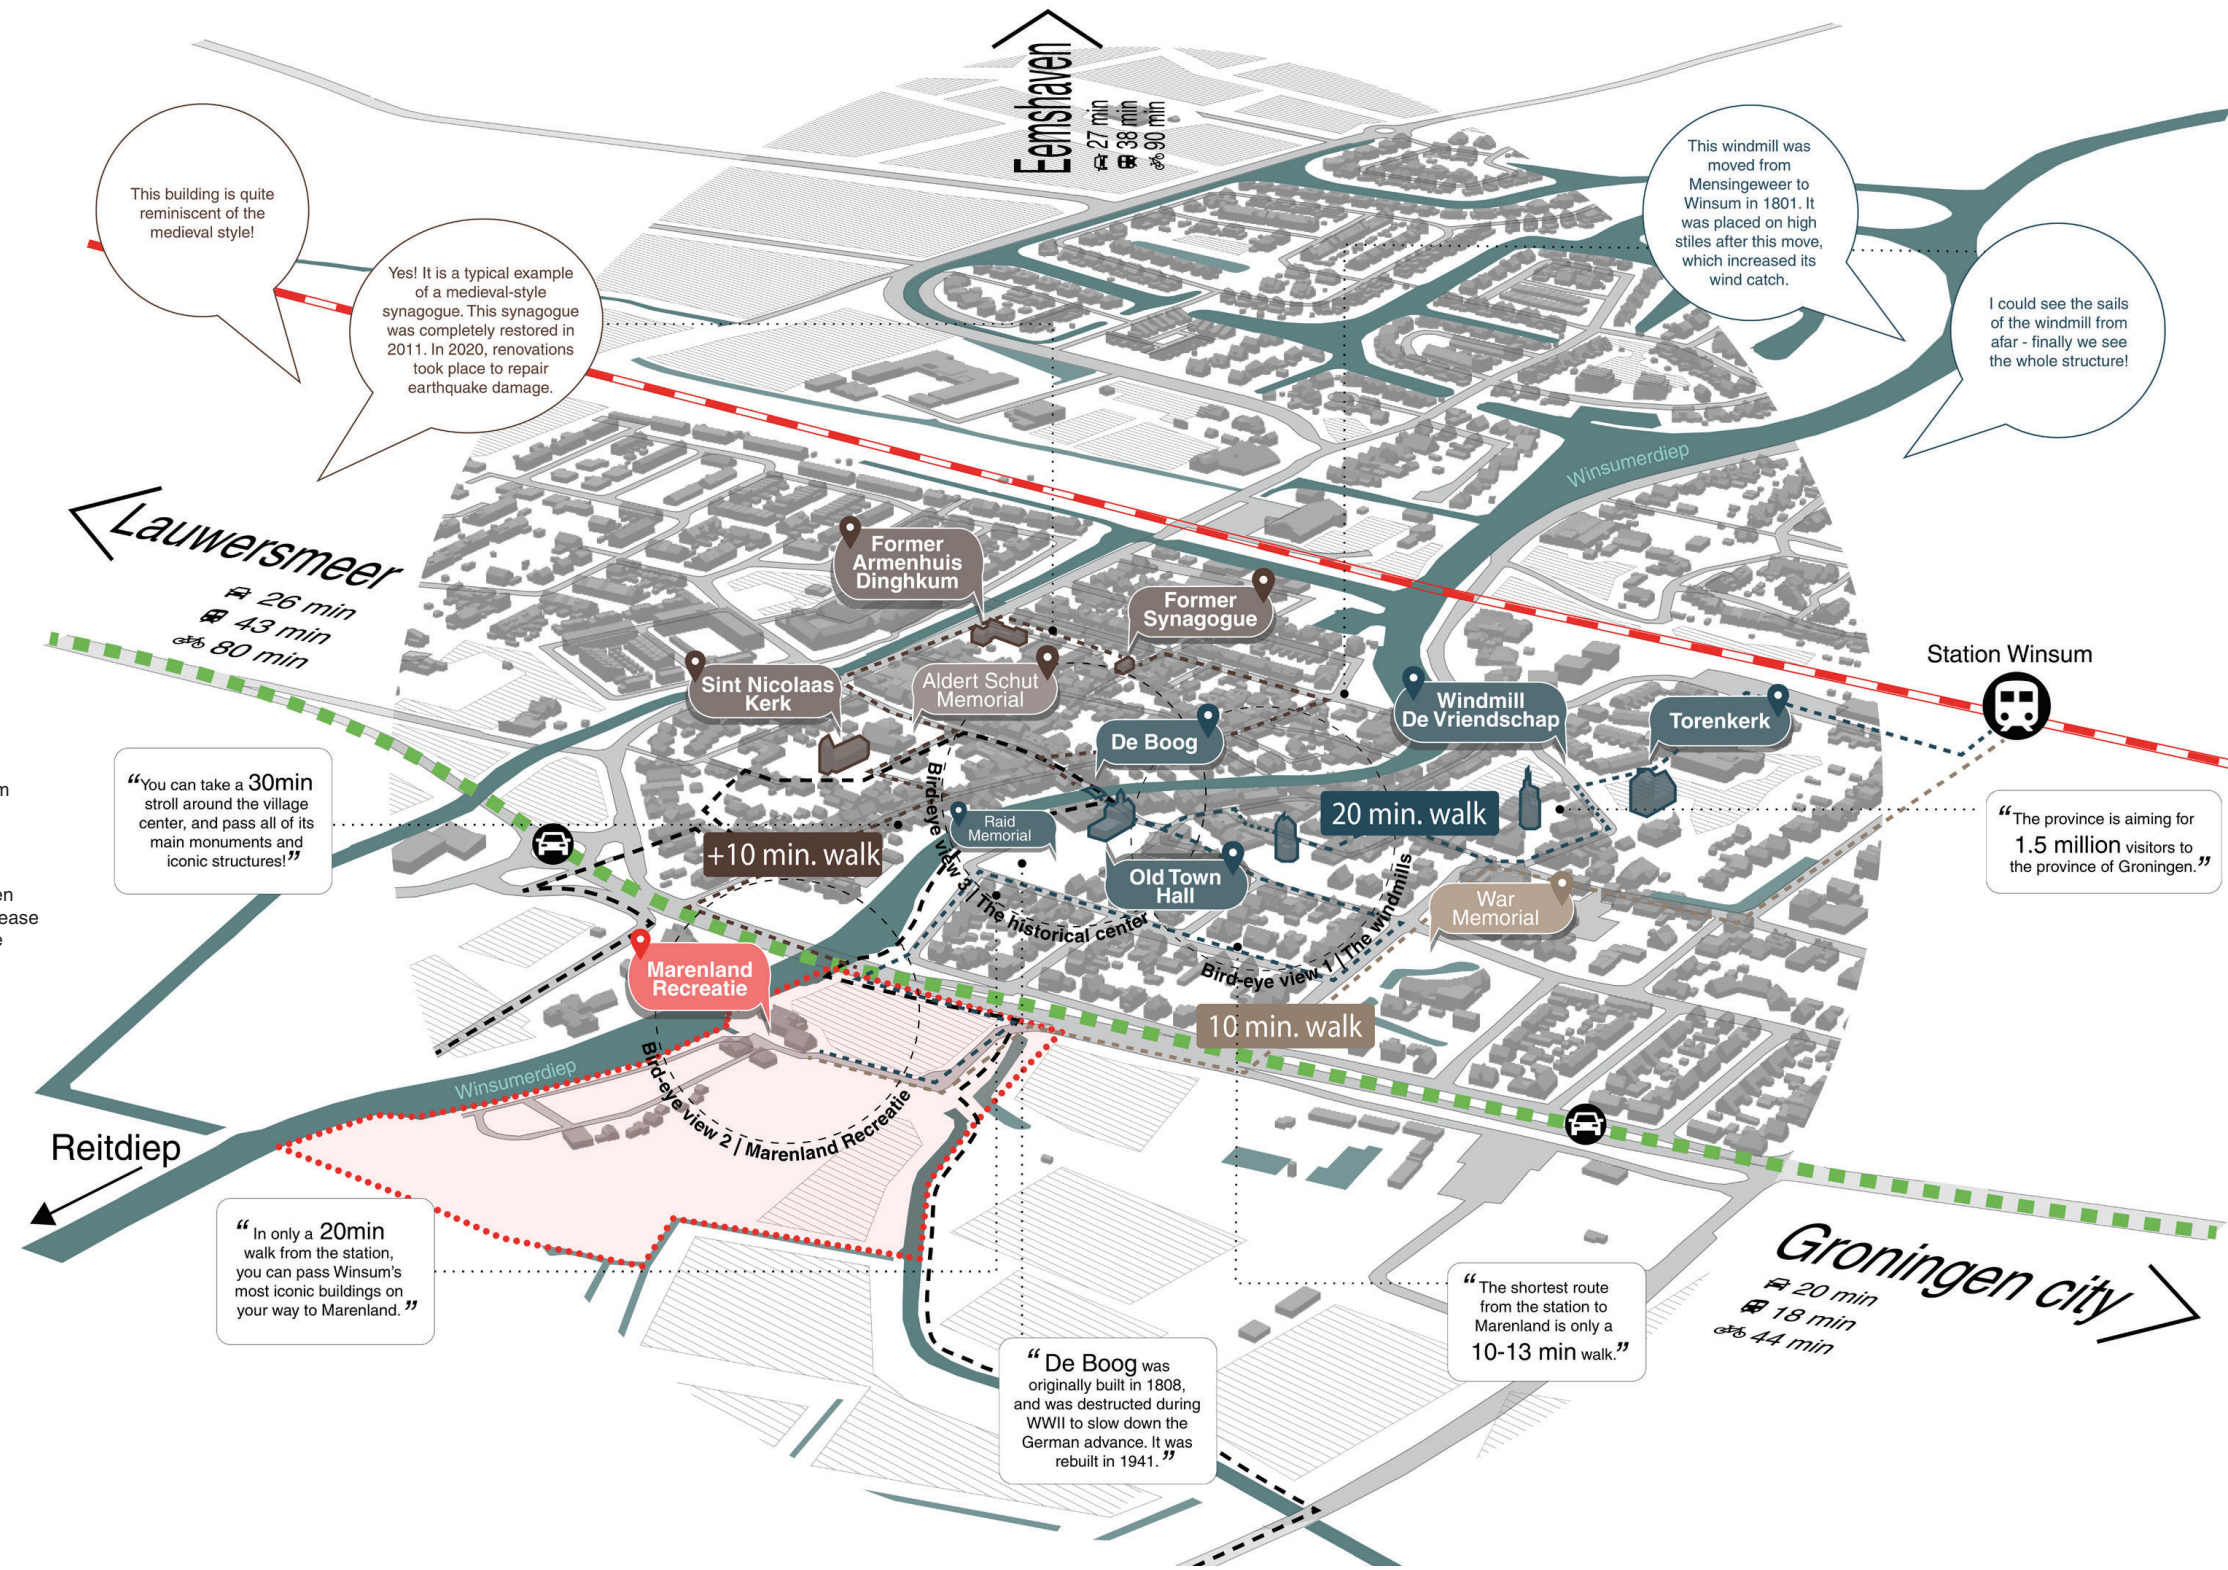 Eemshaven
27 min
38 min
90 min
This building is quite
reminiscent of the
medieval style!
Yes! It is a typical example
of a medieval-style
synagogue. This synagogue
was completely restored in
2011. In 2020, renovations
took place to repair
earthquake damage.
This windmill was
moved from
Mensingeweer to
Winsum in 1801. It
was placed on high
stiles after this move,
which increased its
wind catch.
I could see the sails
of the windmill from
afar - finally we see
the whole structure!
Winsumerdiep
Lauwersmeer
26 min
43 min
80 min
Former
Armenhuis
Dinghkum
Former
Synagogue
Sint Nicolaas
Kerk
Aldert Schut
Memorial
De Boog
Windmill
De Vriendschap
Torenkerk
Station Winsum
"You can take a 30min
stroll around the village
center, and pass all of its
main monuments and
iconic structures!"
Raid
Memorial
20 min. walk
+10 min. walk
Old Town
Hall
War
Memorial
"The province is aiming for
1.5 million visitors to
the province of Groningen."
Bird-eye view 3 | The historical center
Bird-eye view 1 | The windmills
Marenland
Recreatie
10 min. walk
Winsumerdiep
Bird-eye view 2 | Marenland Recreatie
Reitdiep
"In only a 20min
walk from the station,
you can pass Winsum's
most iconic buildings on
your way to Marenland."
Groningen city
20 min
18 min
44 min
"The shortest route
from the station to
Marenland is only a
10-13 min walk."
"De Boog was
originally built in 1808,
and was destructed during
WWII to slow down the
German advance. It was
rebuilt in 1941."